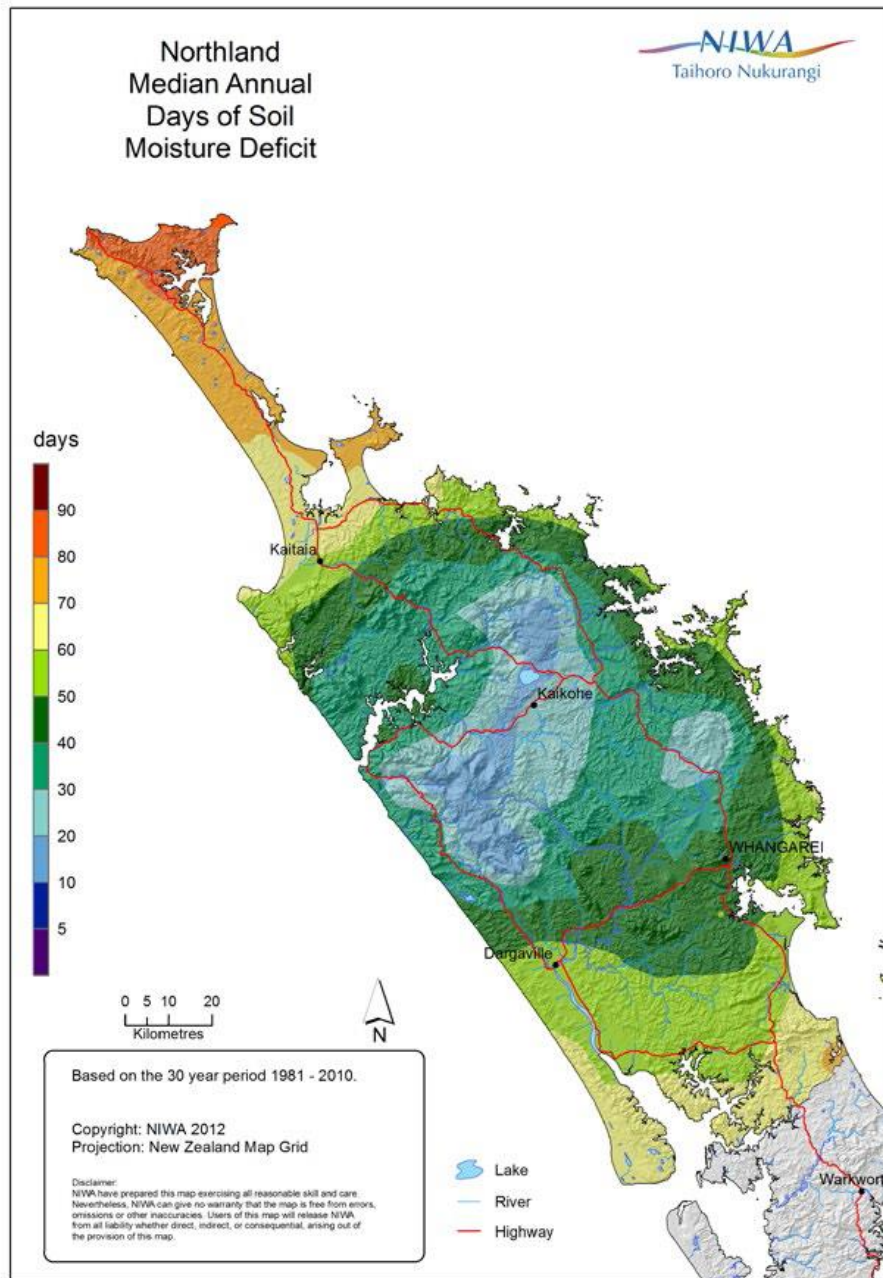 Northland
Median Annual
Days of Soil
Moisture Deficit
NIWA
Taihoro Nukurangi
days
90
80
70
60
50
40
30
20
10
5
Kaitaia
Kaikohe
WHANGAREI
Dargaville
Warkwort
0 5 10 20
Kilometres
N
Based on the 30 year period 1981 - 2010.
Copyright: NIWA 2012
Projection: New Zealand Map Grid
Disclaimer:
NIWA have prepared this map exercising all reasonable skill and care.
Nevertheless, NIWA can give no warranty that the map is free from errors,
omissions or other inaccuracies. Users of this map will release NIWA
from all liability whether direct, indirect, or consequential, arising out of
the provision of this map.
Lake
River
Highway